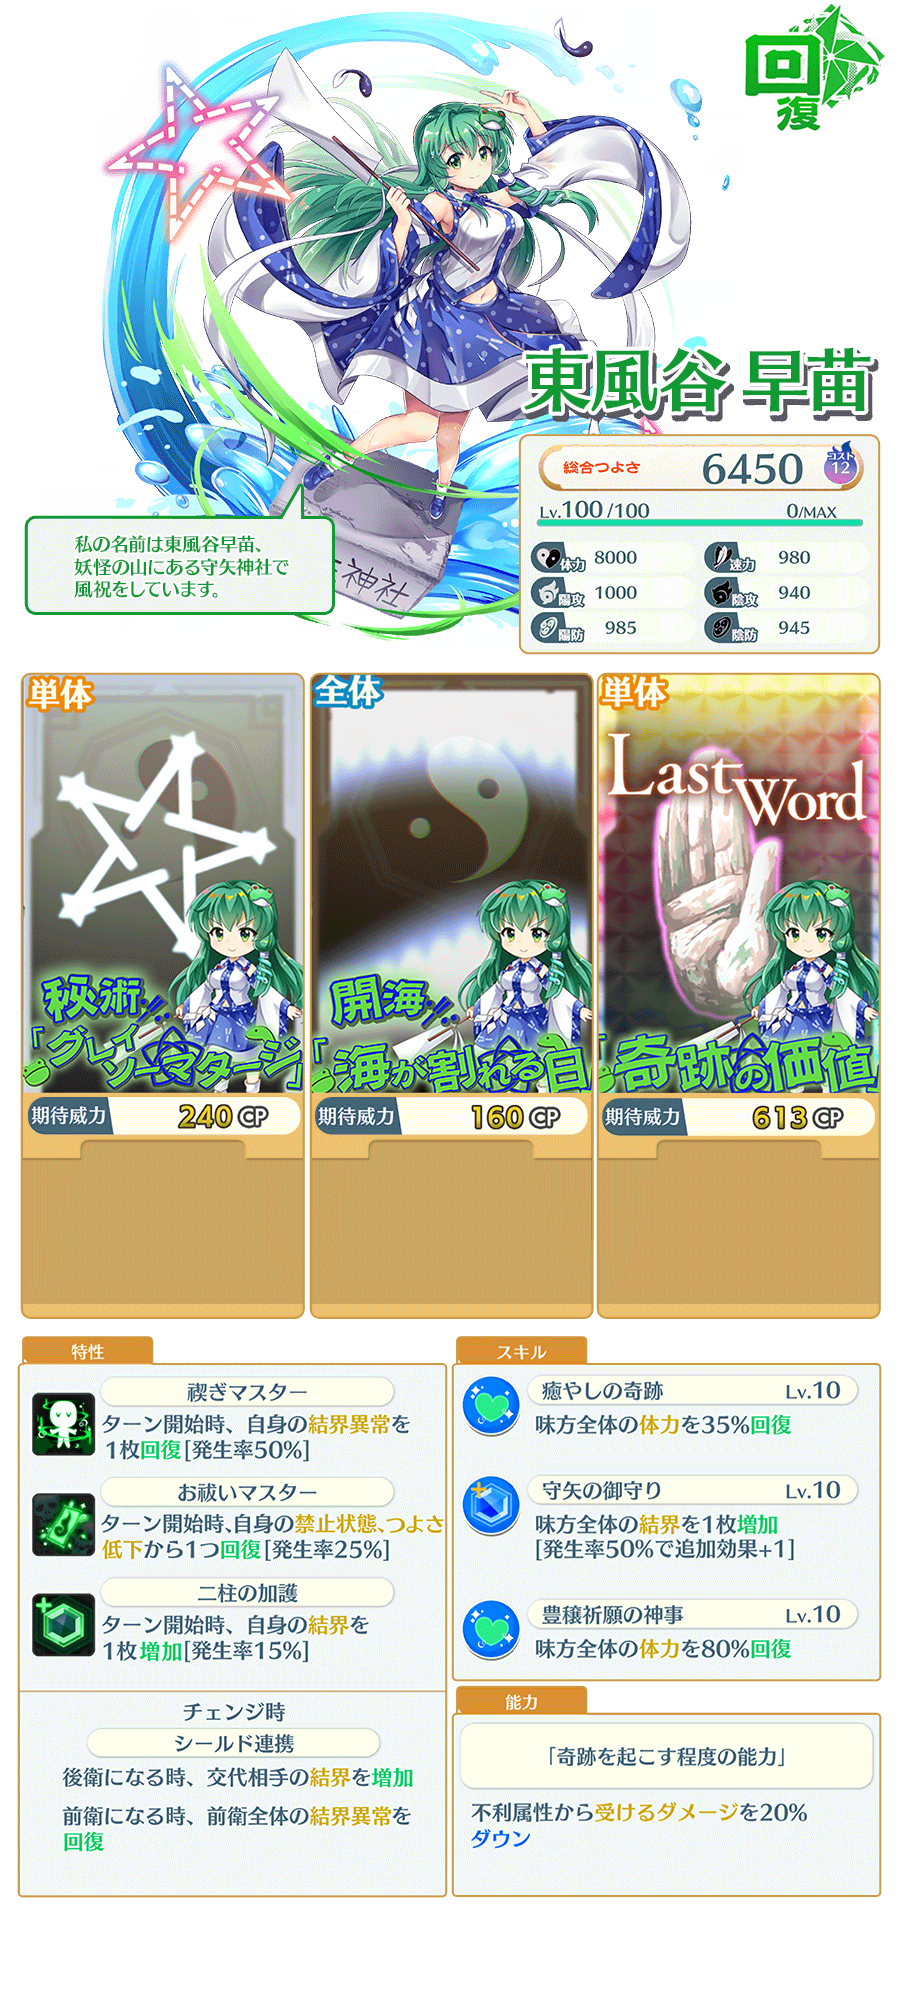 回復
東風谷 早苗
総合つよさ 6450 コスト 12
Lv.100/100 0/MAX
体力 8000 速力 980
陽攻 1000 陰攻 940
陽防 985 陰防 945
私の名前は東風谷早苗、
妖怪の山にある守矢神社で
風祝をしています。
神社
単体
秘術
「グレイ
ソーマタージ」
期待威力 240 CP
全体
開海
「海が割れる日
期待威力 160 CP
単体
Last
Word
「奇跡の価値」
期待威力 613 CP
特性
禊ぎマスター
ターン開始時、自身の結界異常を
1枚回復[発生率50%]
お祓いマスター
ターン開始時、自身の禁止状態、つよさ
低下から1つ回復[発生率25%]
二柱の加護
ターン開始時、自身の結界を
1枚増加[発生率15%]
チェンジ時
シールド連携
後衛になる時、交代相手の結界を増加
前衛になる時、前衛全体の結界異常を
回復
スキル
癒やしの奇跡 Lv.10
味方全体の体力を35%回復
守矢の御守り Lv.10
味方全体の結界を1枚増加
[発生率50%で追加効果+1]
豊穣祈願の神事 Lv.10
味方全体の体力を80%回復
能力
「奇跡を起こす程度の能力」
不利属性から受けるダメージを20%
ダウン